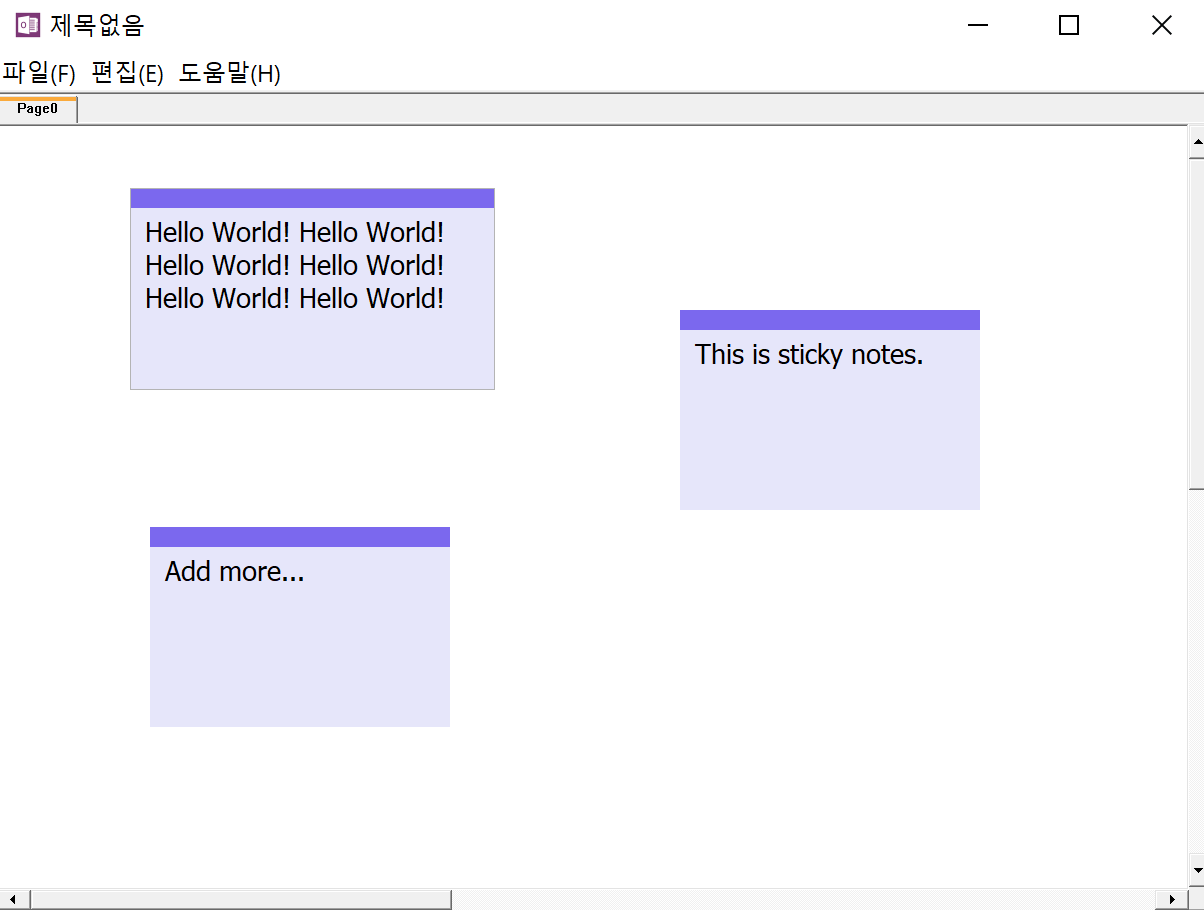 제목없음
파일(F) 편집(E) 도움말(H)
Page0
Hello World! Hello World!
Hello World! Hello World!
Hello World! Hello World!
This is sticky notes.
Add more...